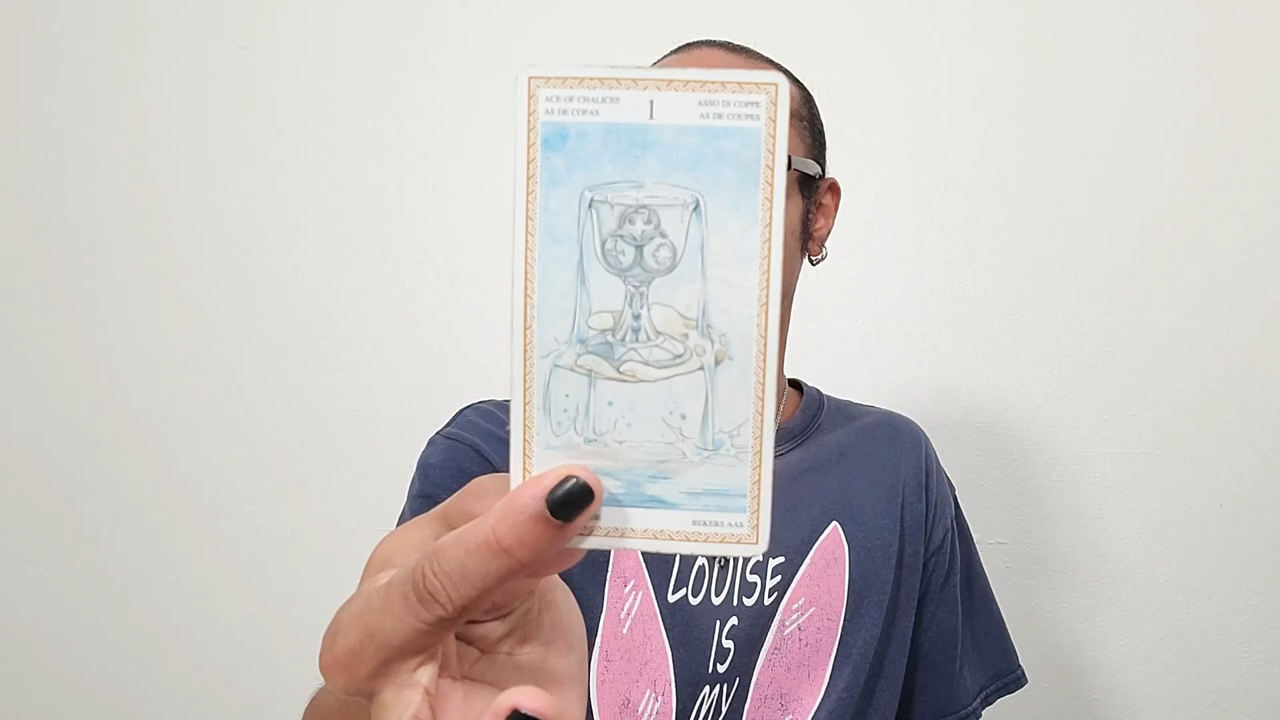 ACE OF CHALICES
AS DE COPAS
1
ASSO DI COPPE
AS DE COUPES
BEKERS AAS
LOUISE
IS
MY